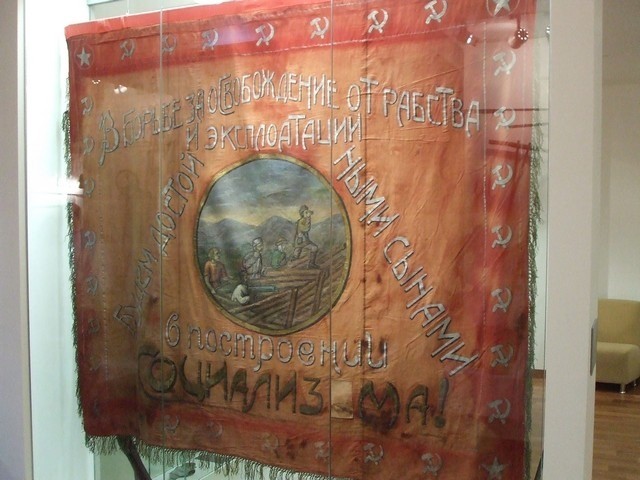 В борьбе за освобождение от рабства
и эксплоатации
будем достой
ными сынами
в построении
социализма!